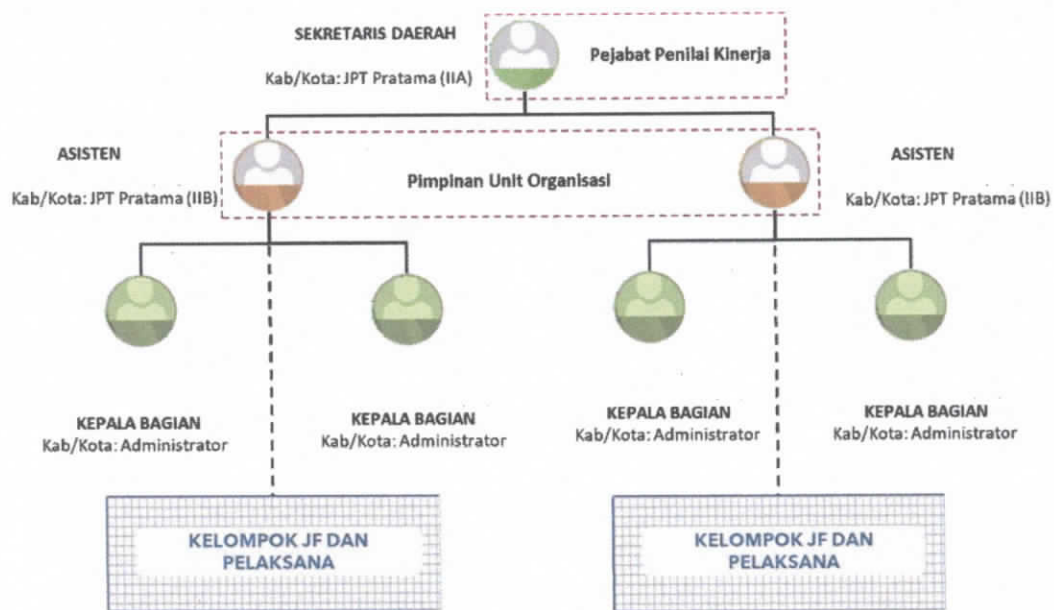 SEKRETARIS DAERAH
Kab/Kota: JPT Pratama (IIA)
Pejabat Penilai Kinerja
ASISTEN
Kab/Kota: JPT Pratama (IIB)
Pimpinan Unit Organisasi
ASISTEN
Kab/Kota: JPT Pratama (IIB)
KEPALA BAGIAN
Kab/Kota: Administrator
KEPALA BAGIAN
Kab/Kota: Administrator
KEPALA BAGIAN
Kab/Kota: Administrator
KEPALA BAGIAN
Kab/Kota: Administrator
KELOMPOK JF DAN
PELAKSANA
KELOMPOK JF DAN
PELAKSANA